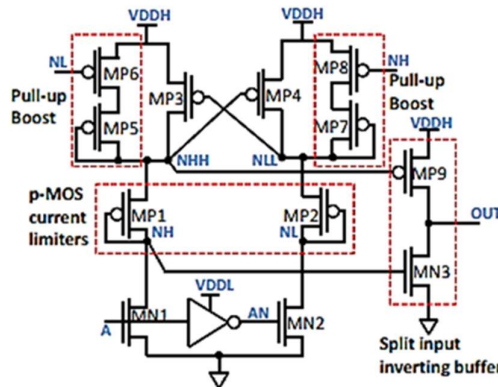 VDDH VDDH
NL MP6 MP3 MP4 MP8 NH
Pull-up
Boost
MP5 MP7
Pull-up
Boost
VDDH
NHH NLL
MP9
p-MOS
current
limiters
MP1 MP2
NH NL
OUT
VDDL
A MN1 AN MN2 MN3
Split input
inverting buffer